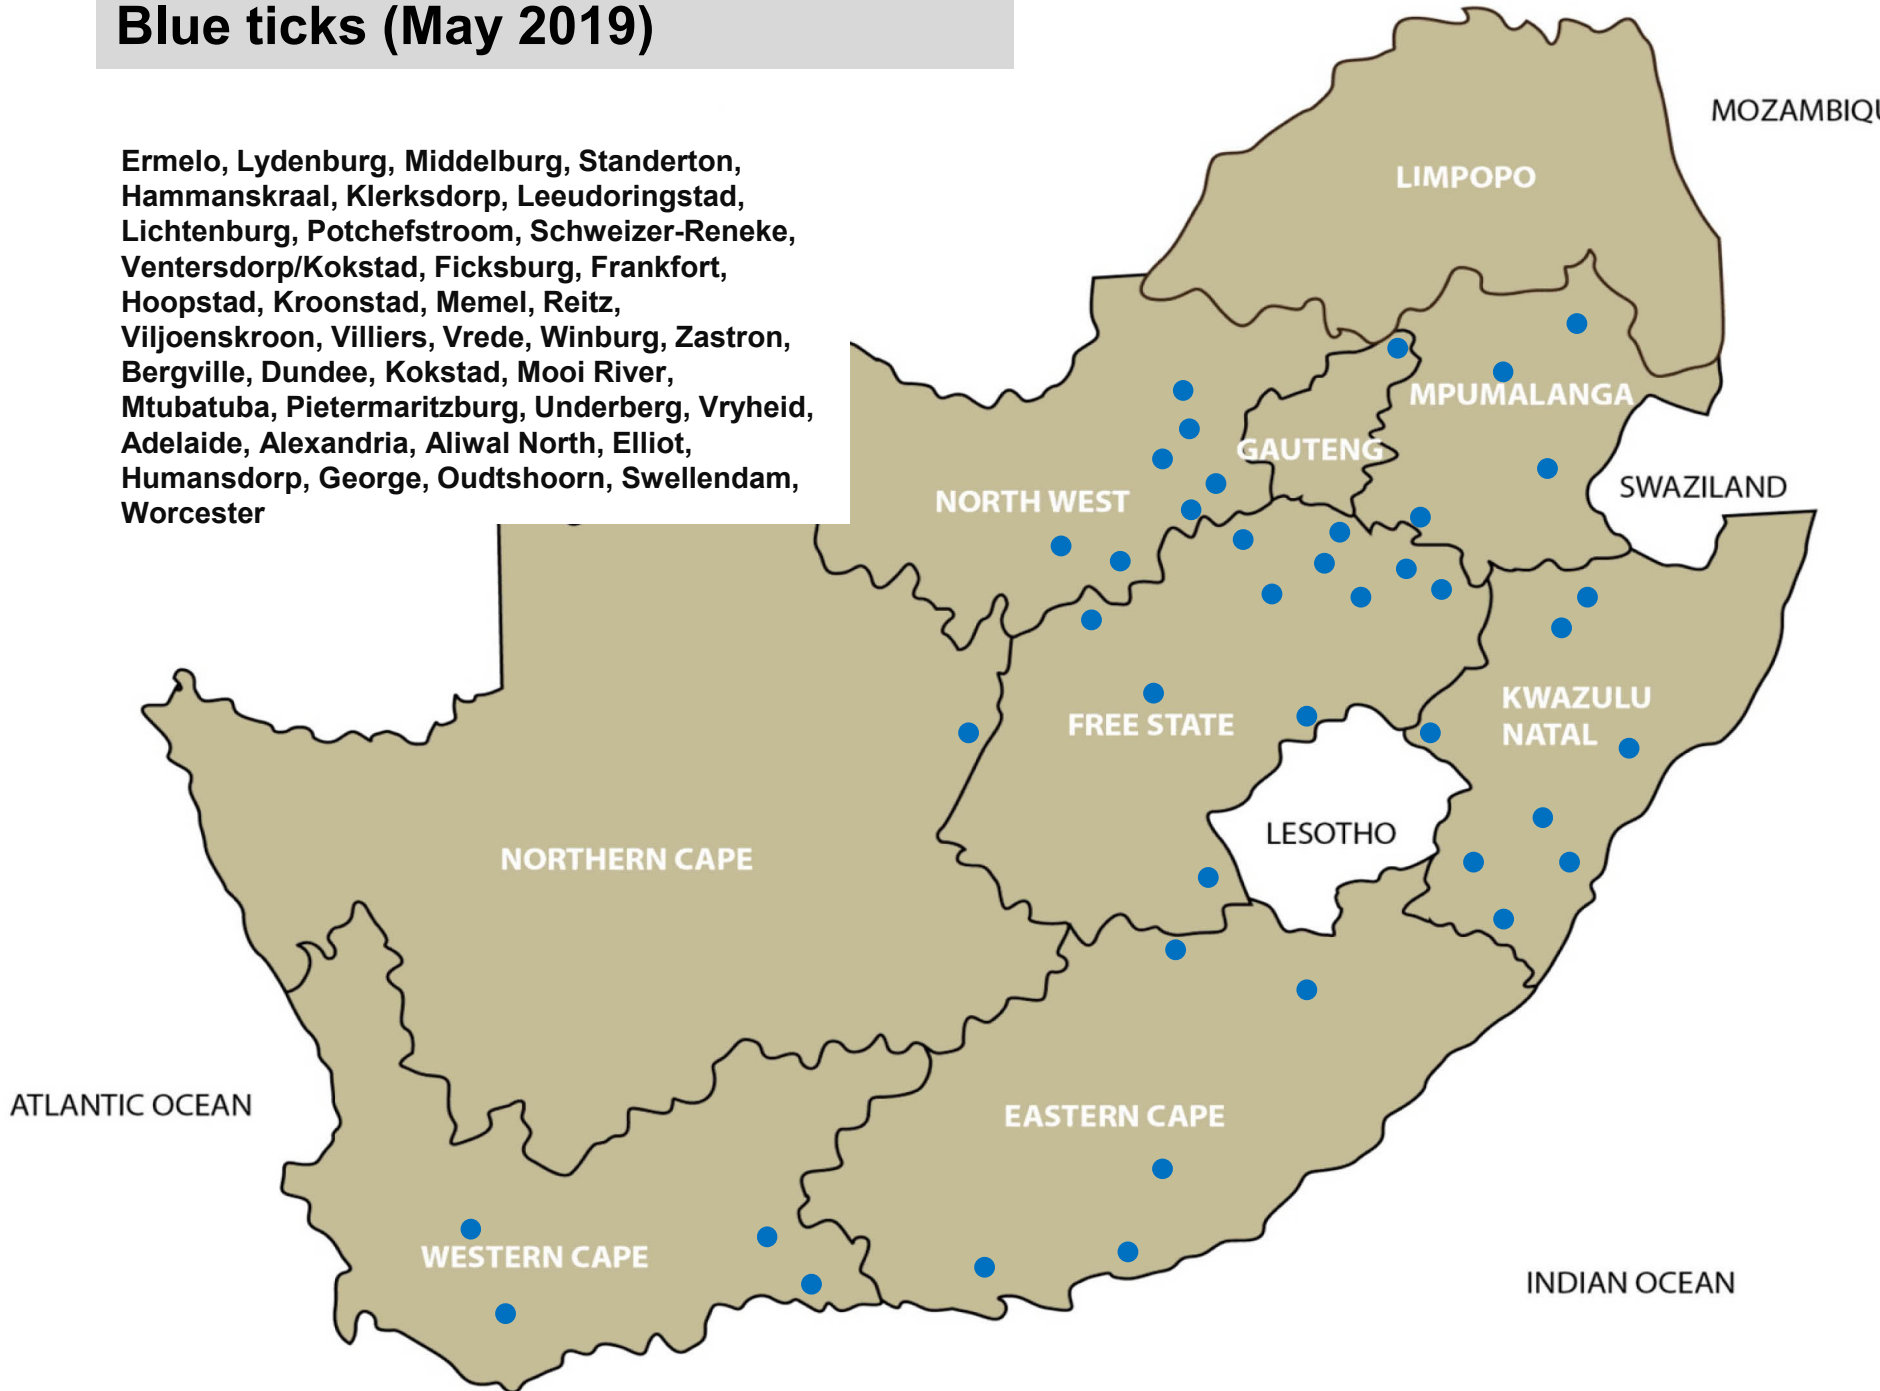 Blue ticks (May 2019)
Ermelo, Lydenburg, Middelburg, Standerton,
Hammanskraal, Klerksdorp, Leeudoringstad,
Lichtenburg, Potchefstroom, Schweizer-Reneke,
Ventersdorp/Kokstad, Ficksburg, Frankfort,
Hoopstad, Kroonstad, Memel, Reitz,
Viljoenskroon, Villiers, Vrede, Winburg, Zastron,
Bergville, Dundee, Kokstad, Mooi River,
Mtubatuba, Pietermaritzburg, Underberg, Vryheid,
Adelaide, Alexandria, Aliwal North, Elliot,
Humansdorp, George, Oudtshoorn, Swellendam,
Worcester
MOZAMBIQU
LIMPOPO
MPUMALANGA
GAUTENG
SWAZILAND
NORTH WEST
KWAZULU
NATAL
FREE STATE
LESOTHO
NORTHERN CAPE
ATLANTIC OCEAN
EASTERN CAPE
WESTERN CAPE
INDIAN OCEAN